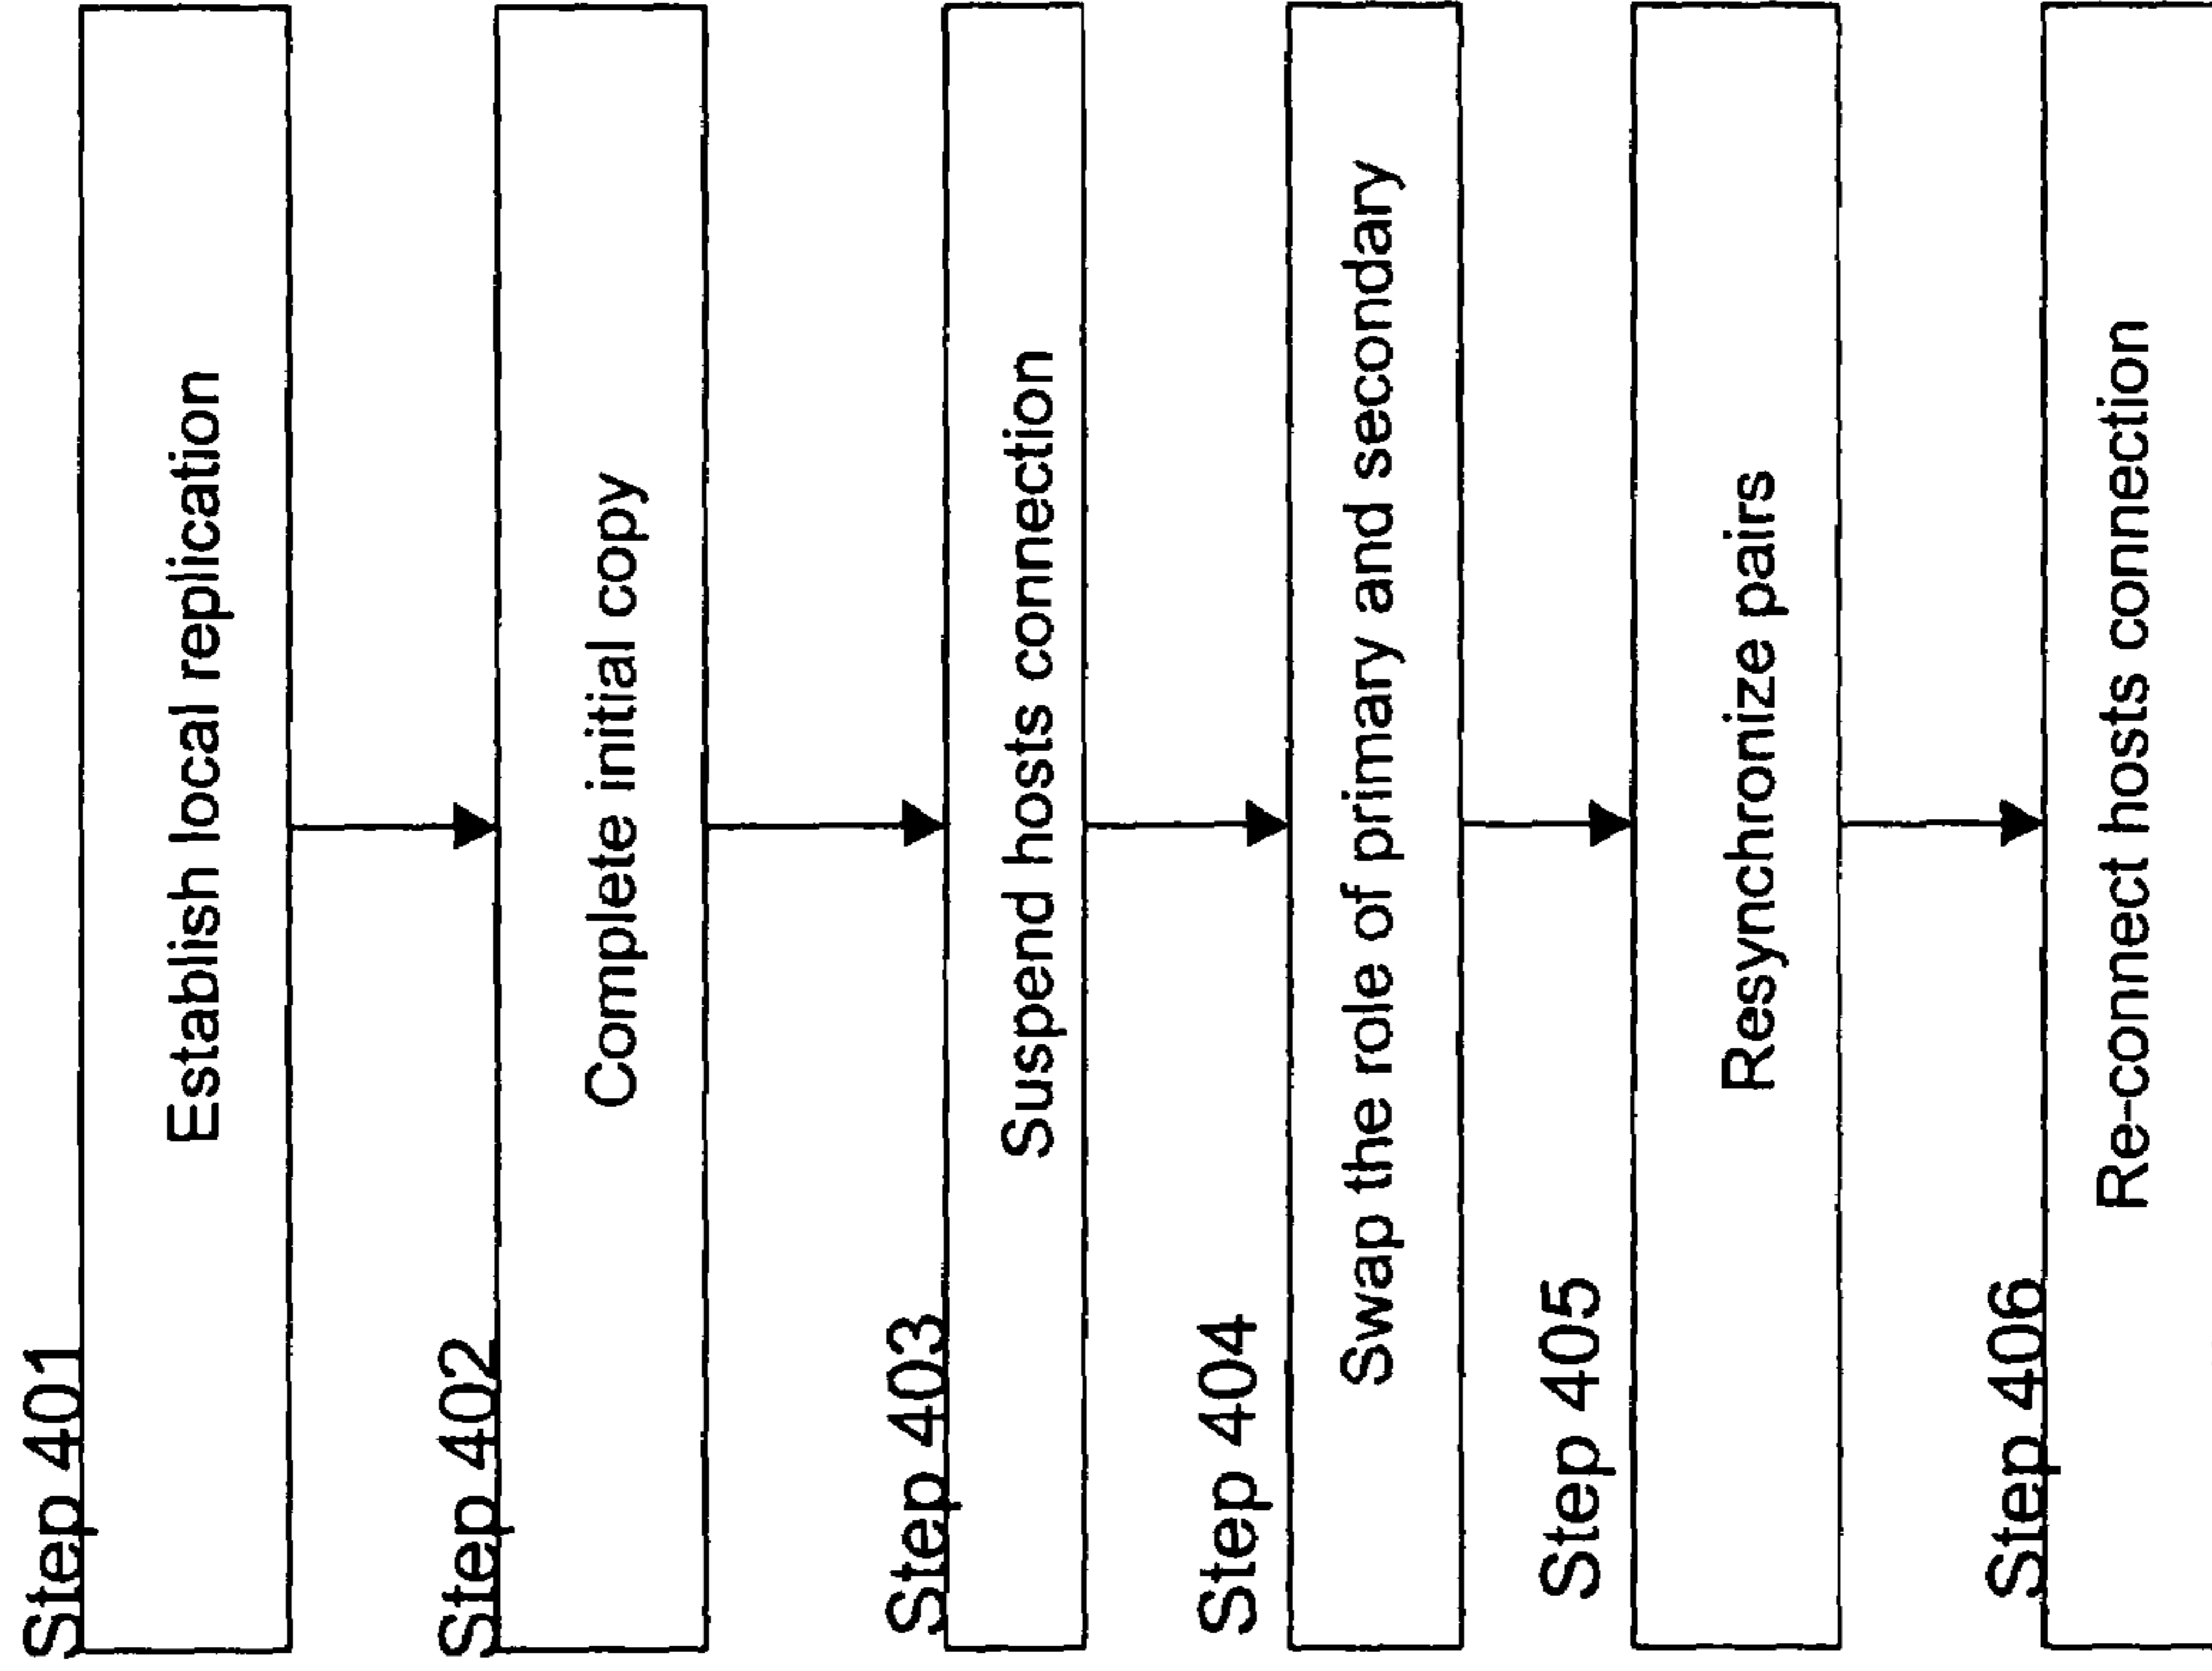 Step 401
Establish local replication
Step 402
Complete initial copy
Step 403
Suspend hosts connection
Step 404
Swap the role of primary and secondary
Step 405
Resynchronize pairs
Step 406
Re-connect hosts connection